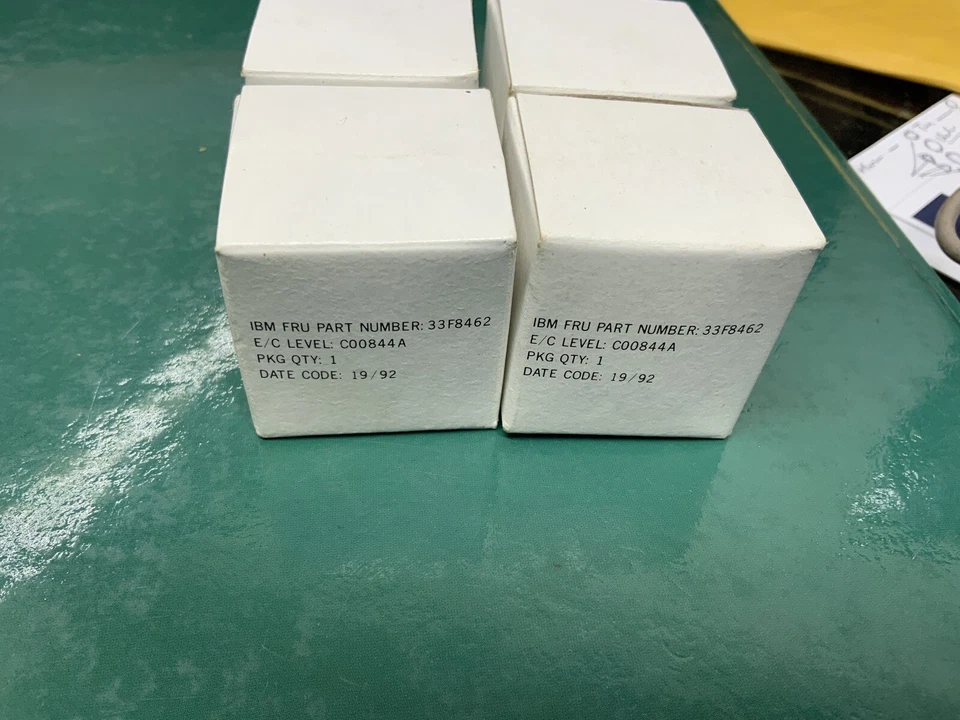 IBM FRU PART NUMBER: 33F8462
E/C LEVEL: C00844A
PKG QTY: 1
DATE CODE: 19/92
IBM FRU PART NUMBER: 33F8462
E/C LEVEL: C00844A
PKG QTY: 1
DATE CODE: 19/92